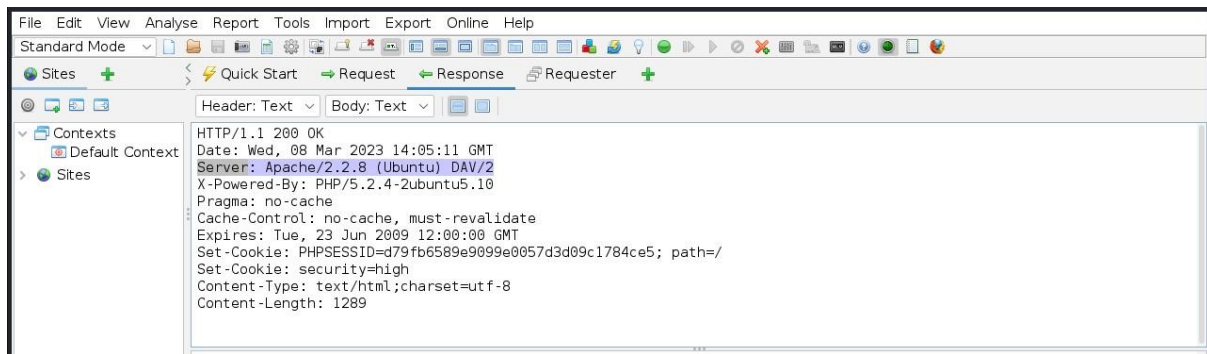 File Edit View Analyse Report Tools Import Export Online Help
Standard Mode
Sites
Quick Start Request Response Requester
Header: Text Body: Text
Contexts
Default Context
Sites
HTTP/1.1 200 OK
Date: Wed, 08 Mar 2023 14:05:11 GMT
Server: Apache/2.2.8 (Ubuntu) DAV/2
X-Powered-By: PHP/5.2.4-2ubuntu5.10
Pragma: no-cache
Cache-Control: no-cache, must-revalidate
Expires: Tue, 23 Jun 2009 12:00:00 GMT
Set-Cookie: PHPSESSID=d79fb6589e9099e0057d3d09c1784ce5; path=/
Set-Cookie: security=high
Content-Type: text/html;charset=utf-8
Content-Length: 1289